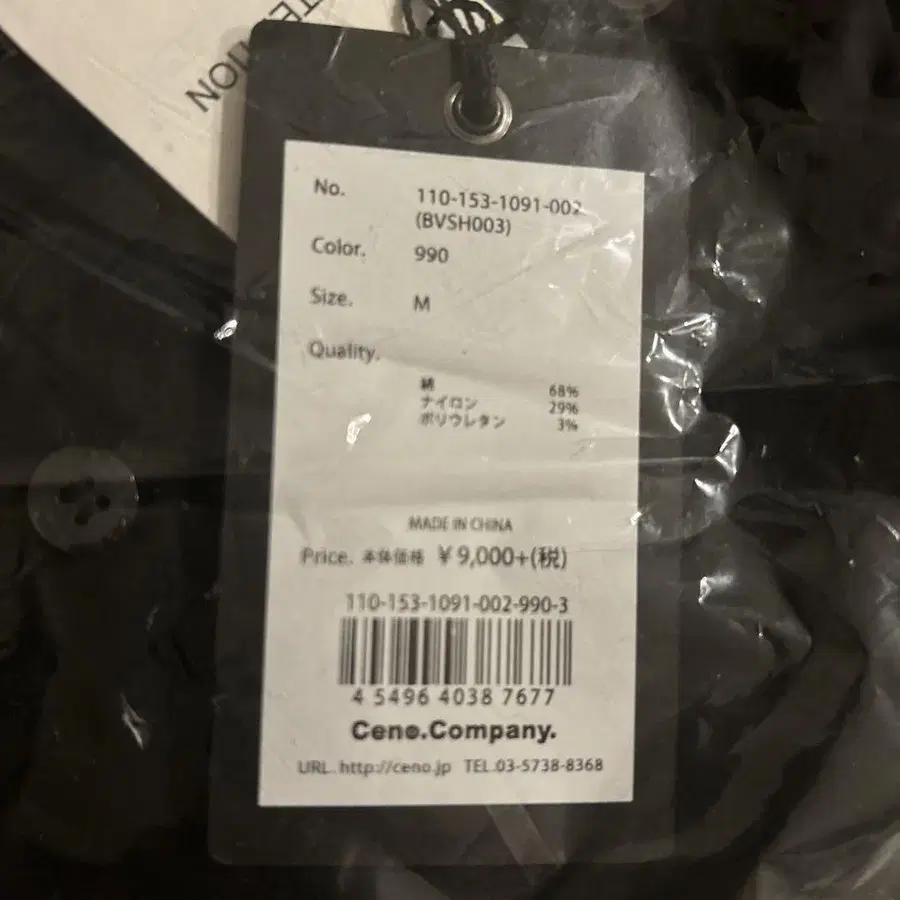 TION
No. 110-153-1091-002
(BVSH003)
Color. 990
Size. M
Quality.
綿 68%
ナイロン 29%
ポリウレタン 3%
MADE IN CHINA
Price. 本体価格 ¥9,000+(税)
110-153-1091-002-990-3
4 5496 4038 7677
Ceno.Company.
URL. http://ceno.jp TEL.03-5738-8368